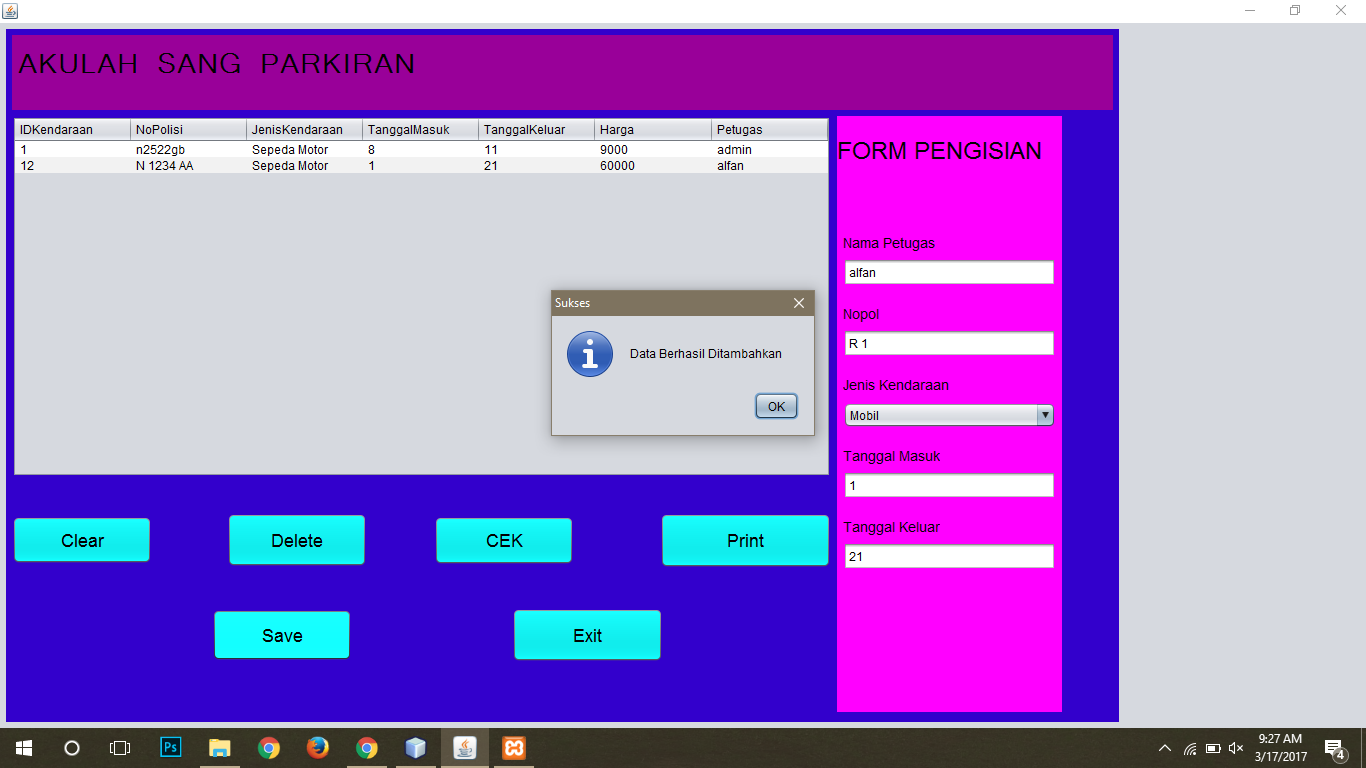 AKULAH SANG PARKIRAN
IDKendaraan NoPolisi JenisKendaraan TanggalMasuk TanggalKeluar Harga Petugas
1 n2522gb Sepeda Motor 8 11 9000 admin
12 N 1234 AA Sepeda Motor 1 21 60000 alfan
FORM PENGISIAN
Nama Petugas
alfan
Nopol
R 1
Jenis Kendaraan
Mobil
Tanggal Masuk
1
Tanggal Keluar
21
Sukses
Data Berhasil Ditambahkan
OK
Clear Delete CEK Print
Save Exit
Ps
9:27 AM
3/17/2017
4